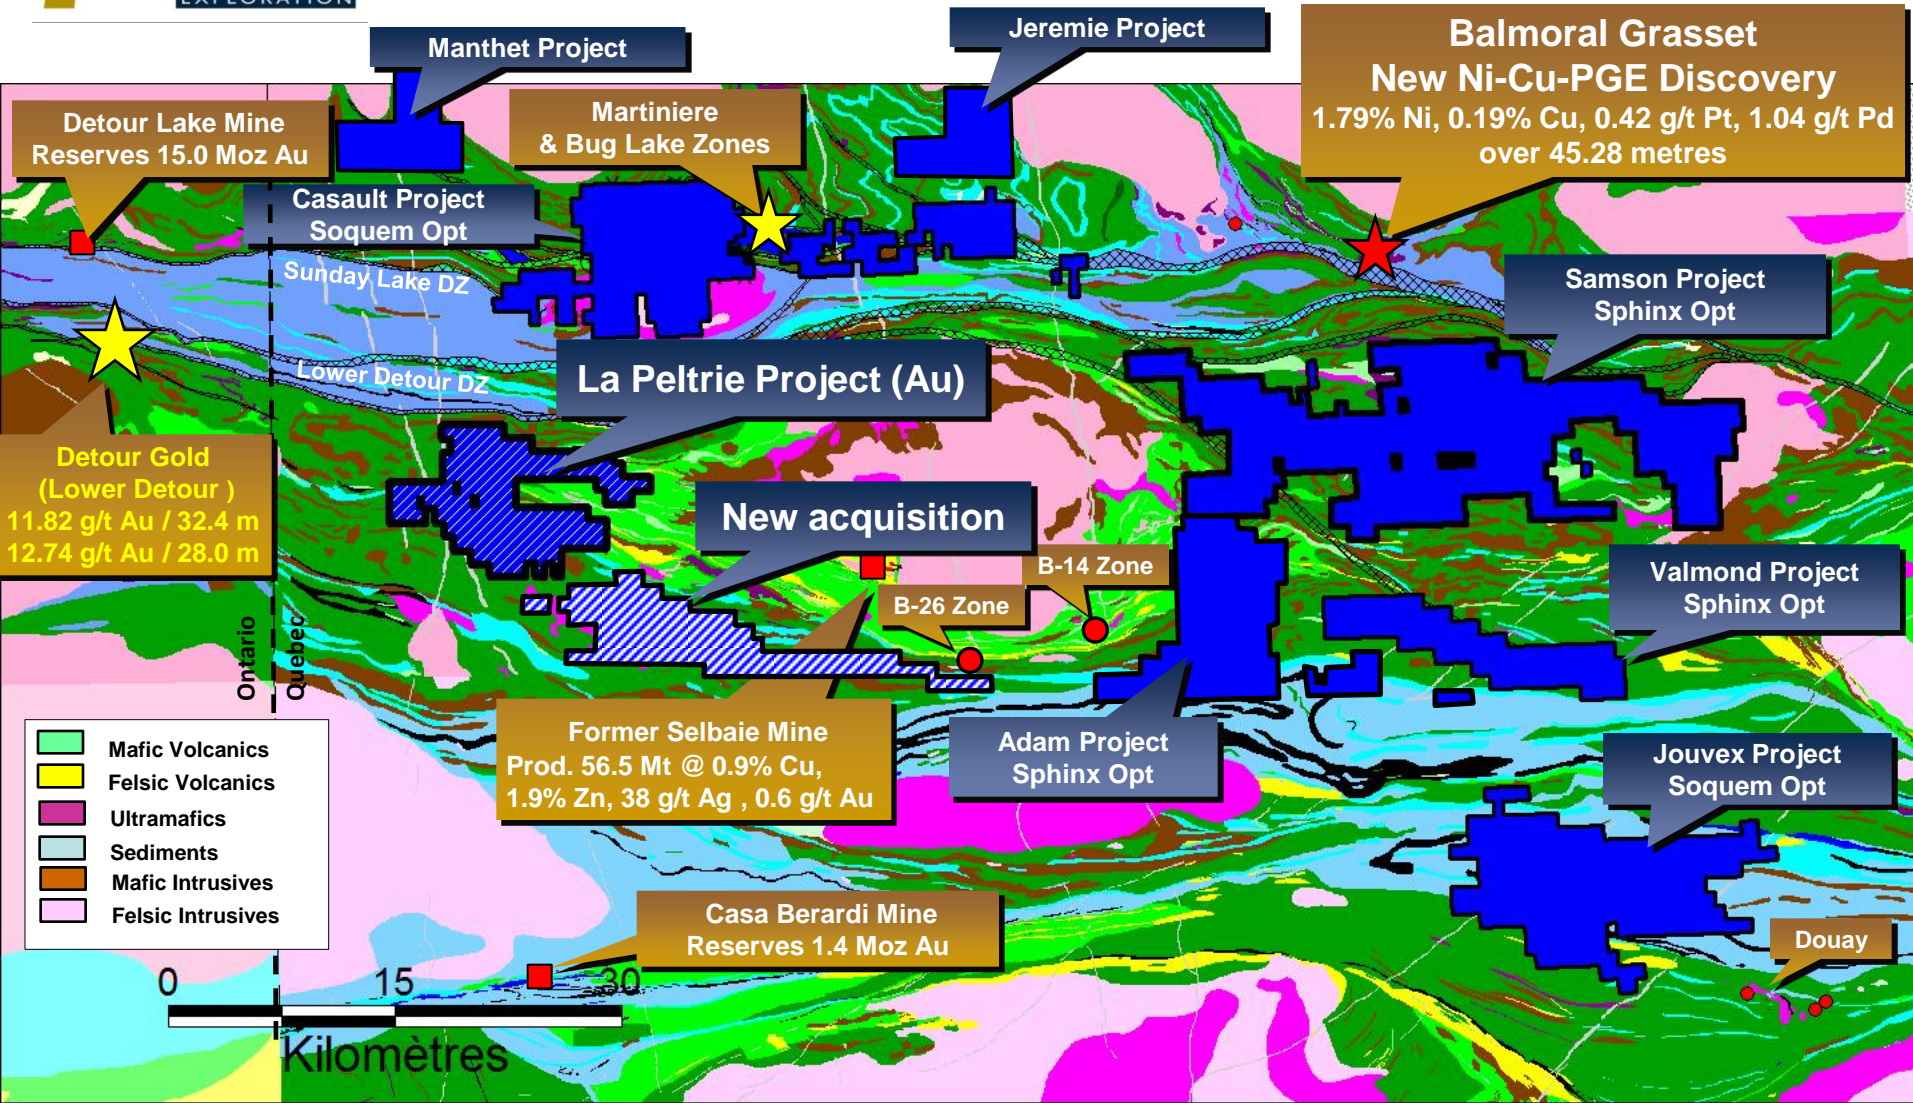 EXPLORATION
Manthet Project
Jeremie Project
Balmoral Grasset
New Ni-Cu-PGE Discovery
1.79% Ni, 0.19% Cu, 0.42 g/t Pt, 1.04 g/t Pd
over 45.28 metres
Detour Lake Mine
Reserves 15.0 Moz Au
Martiniere
& Bug Lake Zones
Casault Project
Soquem Opt
Sunday Lake DZ
Samson Project
Sphinx Opt
Lower Detour DZ
La Peltrie Project (Au)
Detour Gold
(Lower Detour )
11.82 g/t Au / 32.4 m
12.74 g/t Au / 28.0 m
New acquisition
B-14 Zone
B-26 Zone
Valmond Project
Sphinx Opt
Ontario
Quebec
Former Selbaie Mine
Prod. 56.5 Mt @ 0.9% Cu,
1.9% Zn, 38 g/t Ag , 0.6 g/t Au
Adam Project
Sphinx Opt
Jouvex Project
Soquem Opt
Mafic Volcanics
Felsic Volcanics
Ultramafics
Sediments
Mafic Intrusives
Felsic Intrusives
Casa Berardi Mine
Reserves 1.4 Moz Au
Douay
0 15 30
Kilomètres